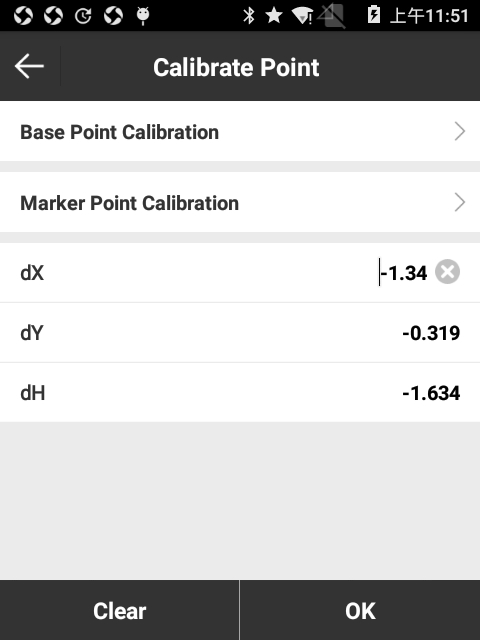 上午11:51
Calibrate Point
Base Point Calibration
Marker Point Calibration
dX -1.34
dY -0.319
dH -1.634
Clear OK